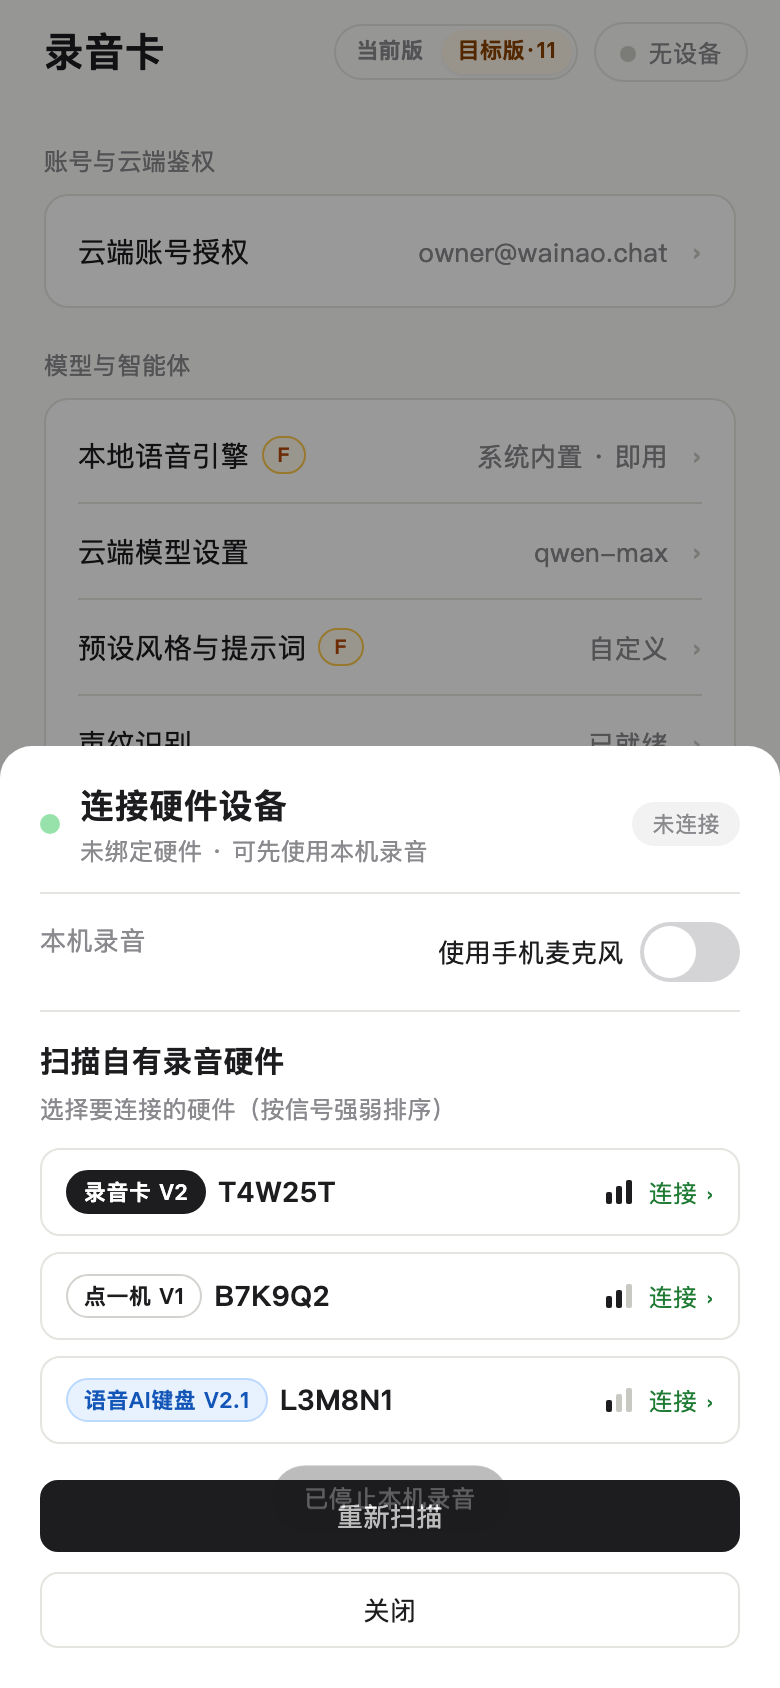 录音卡
当前版 目标版·11 无设备
账号与云端鉴权
云端账号授权 owner@wainao.chat ›
模型与智能体
本地语音引擎 F 系统内置 · 即用 ›
云端模型设置 qwen-max ›
预设风格与提示词 F 自定义 ›
声纹识别 已就绪 ›
连接硬件设备
未绑定硬件 · 可先使用本机录音
未连接
本机录音 使用手机麦克风
扫描自有录音硬件
选择要连接的硬件（按信号强弱排序）
录音卡 V2 T4W25T 连接 ›
点一机 V1 B7K9Q2 连接 ›
语音AI键盘 V2.1 L3M8N1 连接 ›
已停止本机录音
重新扫描
关闭